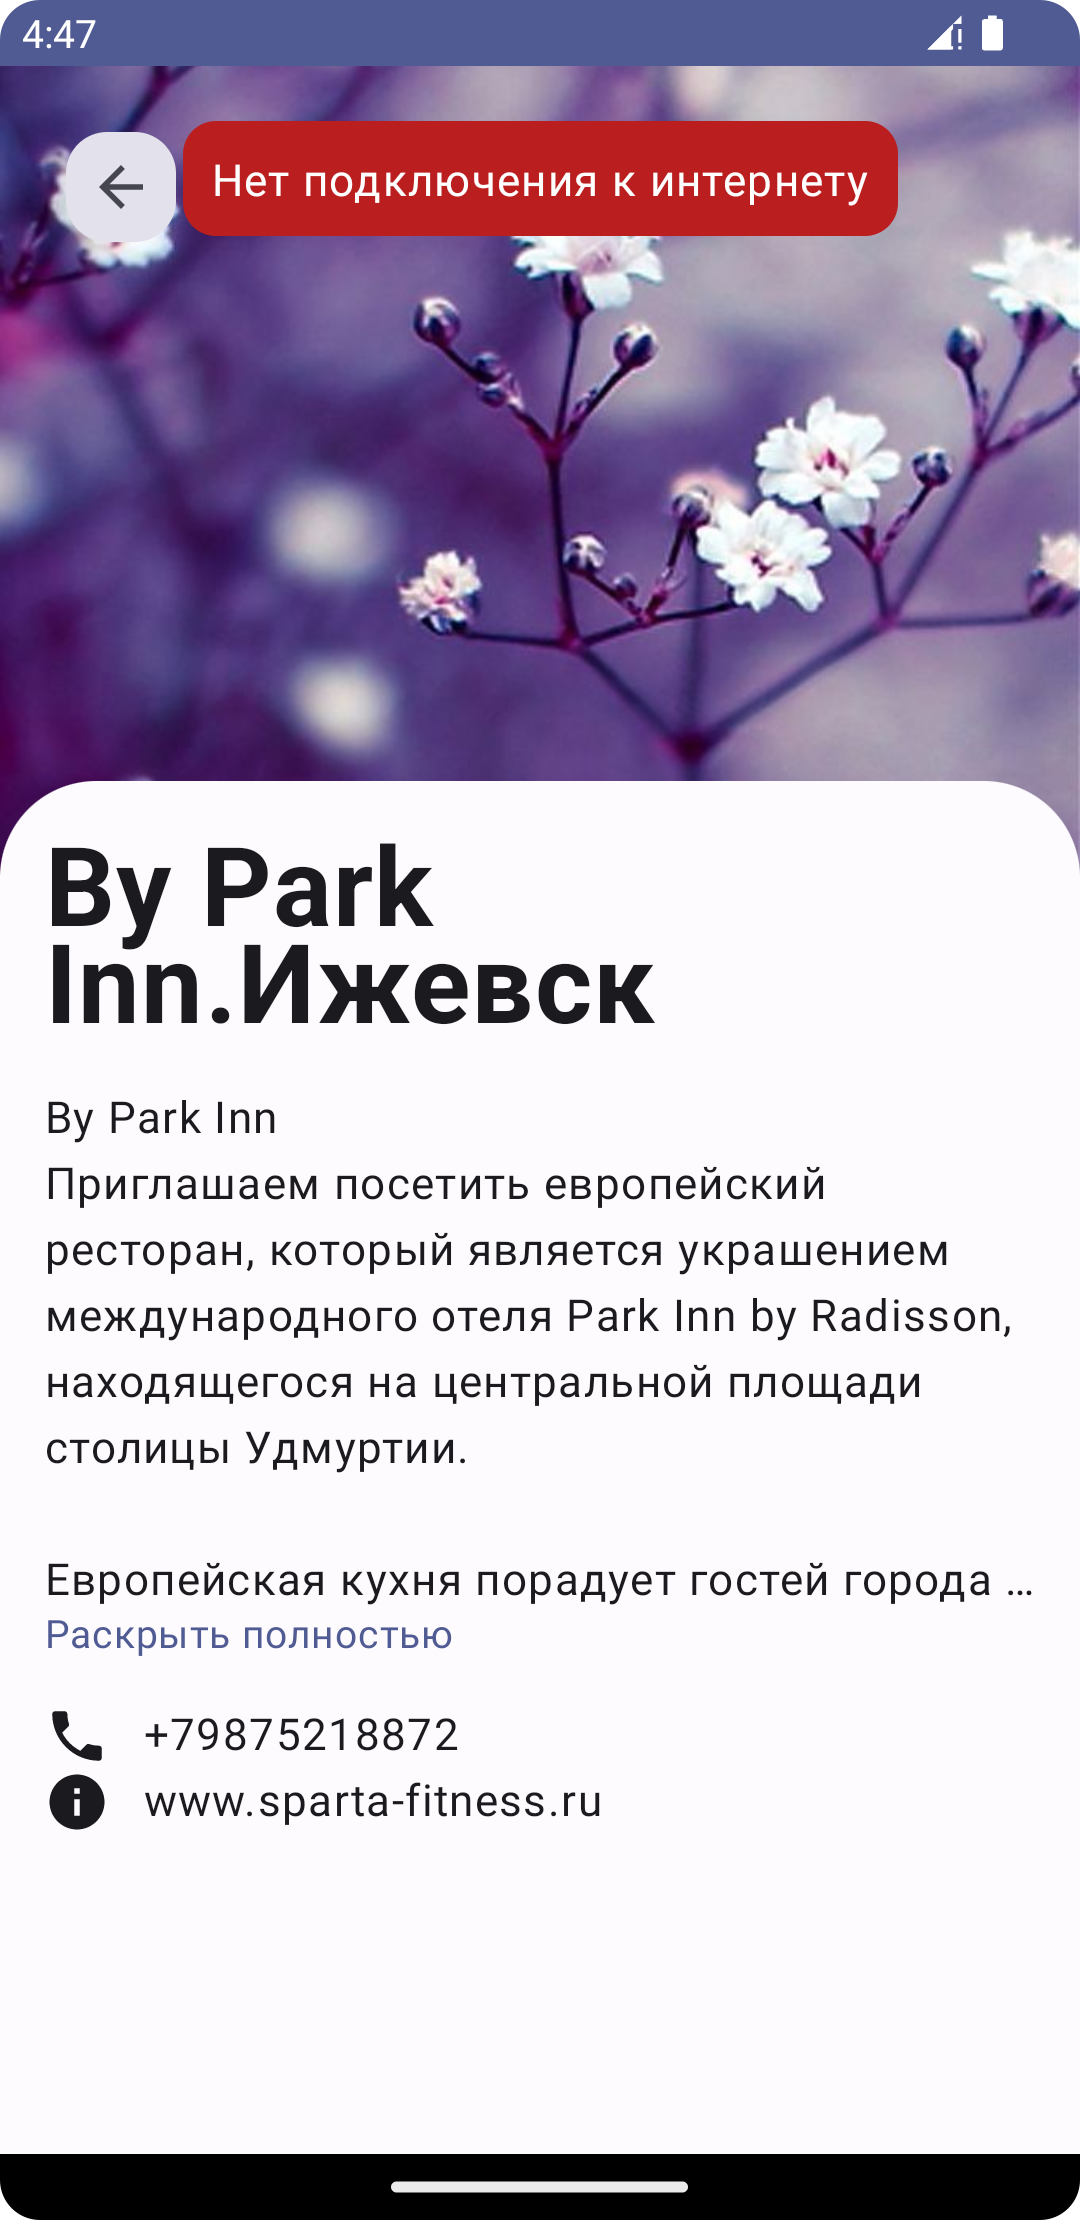 4:47
Нет подключения к интернету
By Park
Inn.Ижевск
By Park Inn
Приглашаем посетить европейский
ресторан, который является украшением
международного отеля Park Inn by Radisson,
находящегося на центральной площади
столицы Удмуртии.
Европейская кухня порадует гостей города …
Раскрыть полностью
+79875218872
www.sparta-fitness.ru